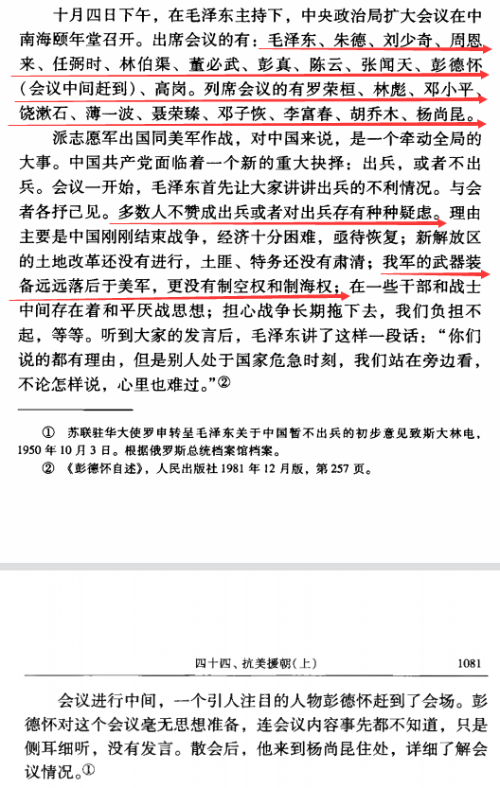 十月四日下午，在毛泽东主持下，中央政治局扩大会议在中
南海颐年堂召开。出席会议的有：毛泽东、朱德、刘少奇、周恩
来、任弼时、林伯渠、董必武、彭真、陈云、张闻天、彭德怀
（会议中间赶到）、高岗。列席会议的有罗荣桓、林彪、邓小平、
饶漱石、薄一波、聂荣臻、邓子恢、李富春、胡乔木、杨尚昆。
派志愿军出国同美军作战，对中国来说，是一个牵动全局的
大事。中国共产党面临着一个新的重大抉择：出兵，或者不出
兵。会议一开始，毛泽东首先让大家讲讲出兵的不利情况。与会
者各抒己见。多数人不赞成出兵或者对出兵存有种种疑虑。理由
主要是中国刚刚结束战争，经济十分困难，亟待恢复；新解放区
的土地改革还没有进行，土匪、特务还没有肃清；我军的武器装
备远远落后于美军，更没有制空权和制海权；在一些干部和战士
中间存在着和平厌战思想；担心战争长期拖下去，我们负担不
起，等等。听到大家的发言后，毛泽东讲了这样一段话：“你们
说的都有理由，但是别人处于国家危急时刻，我们站在旁边看，
不论怎样说，心里也难过。”②
① 苏联驻华大使罗申转呈毛泽东关于中国暂不出兵的初步意见致斯大林电，
1950年10月3日。根据俄罗斯总统档案馆档案。
② 《彭德怀自述》，人民出版社1981年12月版，第257页。
四十四、抗美援朝（上） 1081
会议进行中间，一个引人注目的人物彭德怀赶到了会场。彭
德怀对这个会议毫无思想准备，连会议内容事先都不知道，只是
侧耳细听，没有发言。散会后，他来到杨尚昆住处，详细了解会
议情况。①